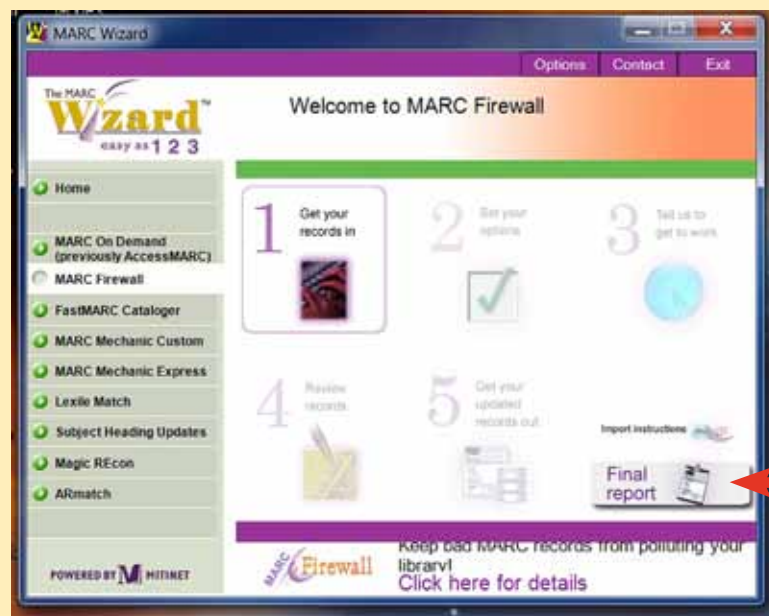 MARC Wizard
Options Contact Exit
The MARC
Wizard™
easy as 1 2 3
Welcome to MARC Firewall
Home
MARC On Demand
(previously AccessMARC)
MARC Firewall
FastMARC Cataloger
MARC Mechanic Custom
MARC Mechanic Express
Lexile Match
Subject Heading Updates
Magic REcon
ARmatch
POWERED BY MITINET
1 Get your
records in
2 Set your
options
3 Tell us to
get to work
4 Review
records
5 Get your
updated
records out
Import instructions
Final
report
MARC
Firewall
Keep bad MARC records from polluting your
library!
Click here for details